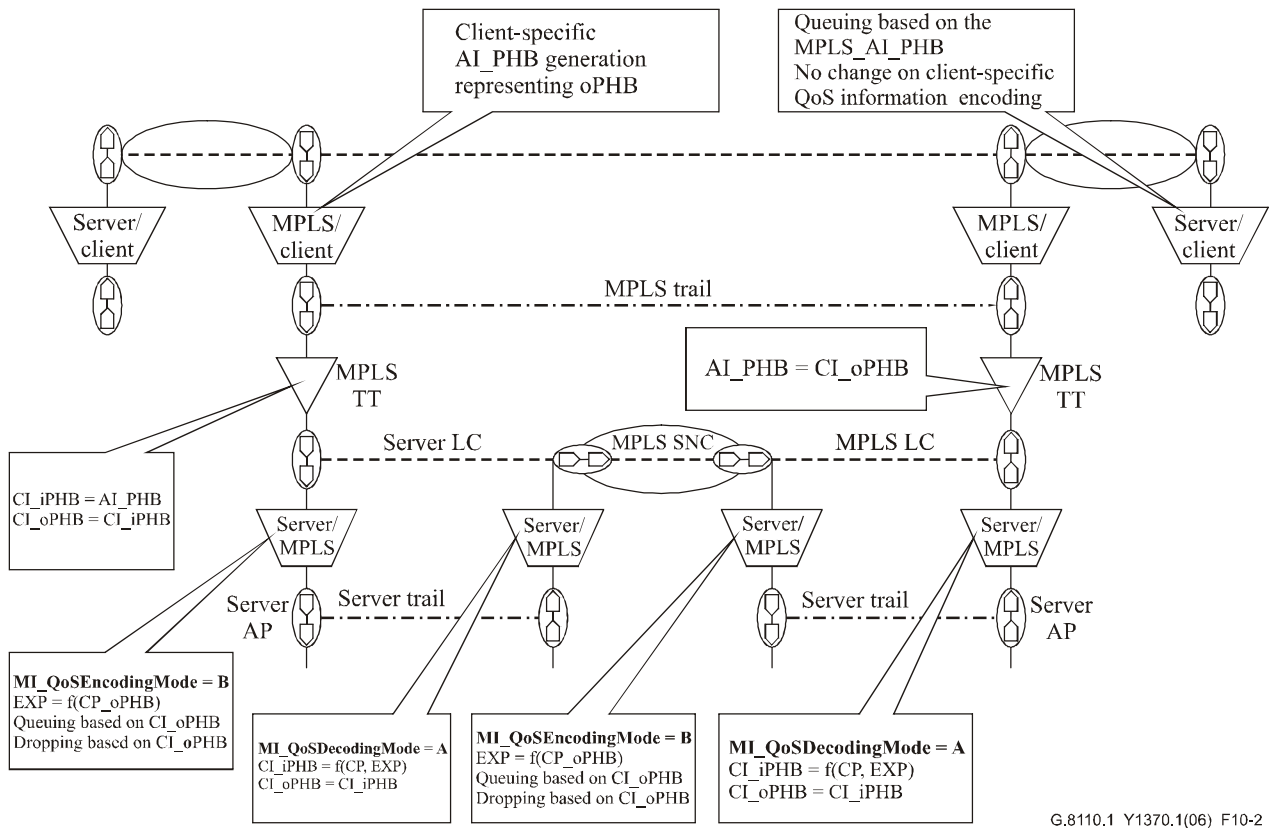 Client-specific
AI_PHB generation
representing oPHB
Queuing based on the
MPLS_AI_PHB
No change on client-specific
QoS information encoding
Server/
client
MPLS/
client
MPLS/
client
Server/
client
MPLS trail
MPLS
TT
AI_PHB = CI_oPHB
MPLS
TT
Server LC
MPLS SNC
MPLS LC
CI_iPHB = AI_PHB
CI_oPHB = CI_iPHB
Server/
MPLS
Server/
MPLS
Server/
MPLS
Server/
MPLS
Server
AP
Server trail
Server trail
Server
AP
MI_QoSEncodingMode = B
EXP = f(CP_oPHB)
Queuing based on CI_oPHB
Dropping based on CI_oPHB
MI_QoSDecodingMode = A
CI_iPHB = f(CP, EXP)
CI_oPHB = CI_iPHB
MI_QoSEncodingMode = B
EXP = f(CP_oPHB)
Queuing based on CI_oPHB
Dropping based on CI_oPHB
MI_QoSDecodingMode = A
CI_iPHB = f(CP, EXP)
CI_oPHB = CI_iPHB
G.8110.1 Y1370.1(06) F10-2